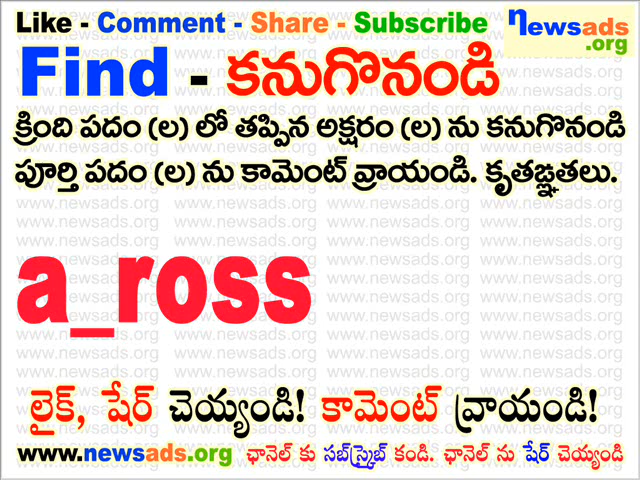 Like - Comment - Share - Subscribe
newsads
.org
Find - కనుగొనండి
క్రింది పదం (ల) లో తప్పిన అక్షరం (ల) ను కనుగొనండి
పూర్తి పదం (ల) ను కామెంట్ వ్రాయండి. కృతజ్ఞతలు.
a_ross
లైక్, షేర్ చెయ్యండి! కామెంట్ వ్రాయండి!
www.newsads.org ఛానెల్ కు సబ్‌స్క్రైబ్ కండి. ఛానెల్ ను షేర్ చెయ్యండి